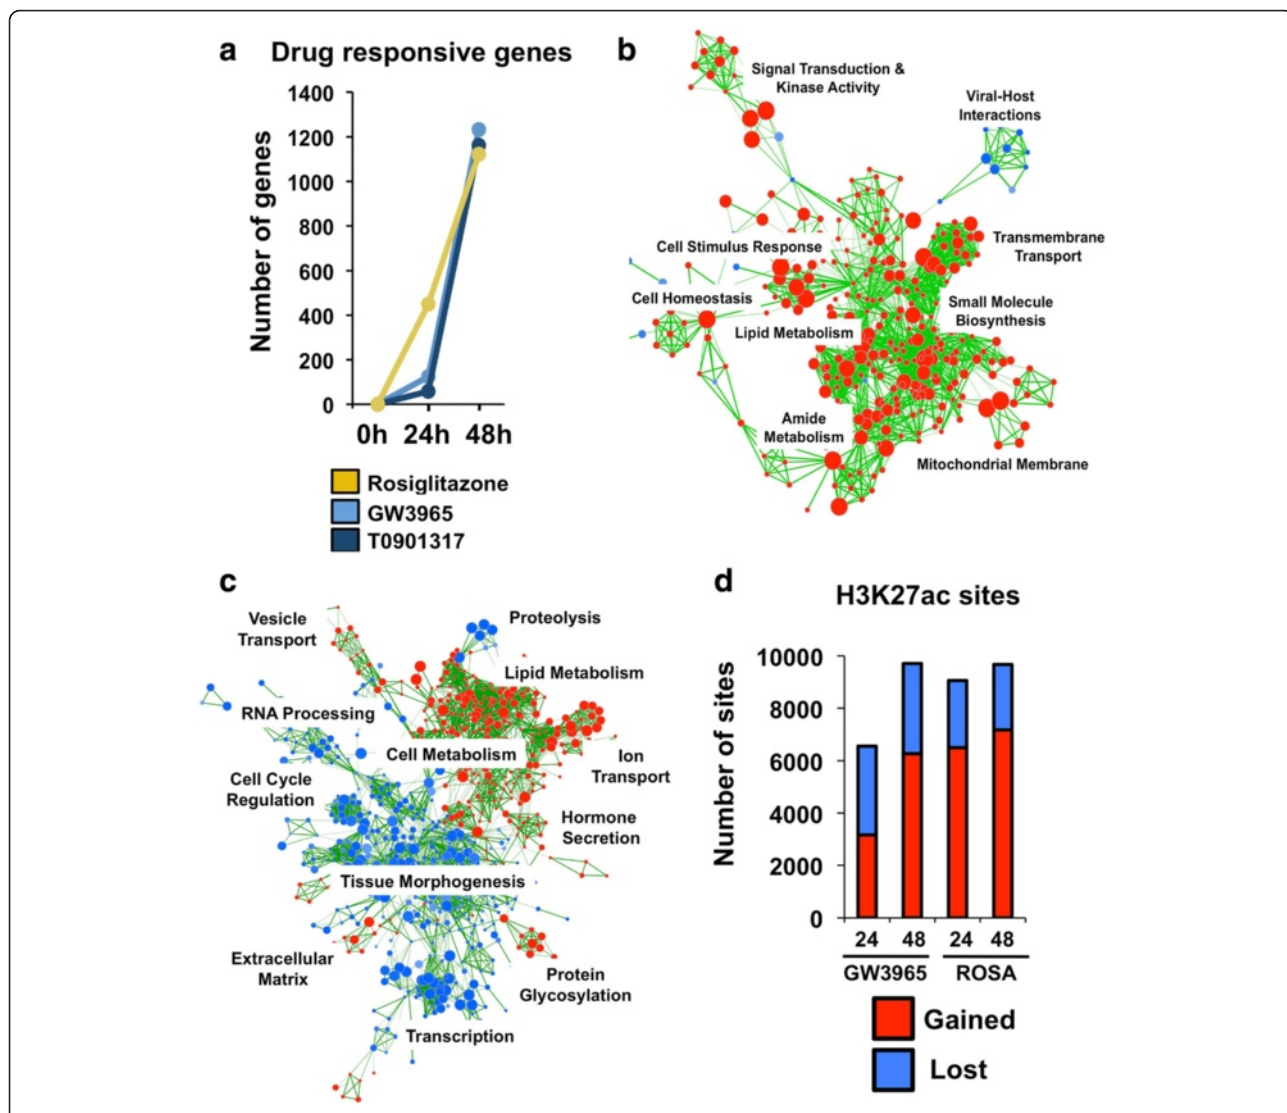 a Drug responsive genes
Number of genes
1400
1200
1000
800
600
400
200
0
0h 24h 48h
Rosiglitazone
GW3965
T0901317
b
Signal Transduction &
Kinase Activity
Viral-Host
Interactions
Cell Stimulus Response
Transmembrane
Transport
Cell Homeostasis
Small Molecule
Biosynthesis
Lipid Metabolism
Amide
Metabolism
Mitochondrial Membrane
c
Vesicle
Transport
Proteolysis
Lipid Metabolism
RNA Processing
Cell Metabolism
Ion
Transport
Cell Cycle
Regulation
Hormone
Secretion
Tissue Morphogenesis
Extracellular
Matrix
Protein
Glycosylation
Transcription
d
H3K27ac sites
Number of sites
10000
8000
6000
4000
2000
0
24 48 24 48
GW3965 ROSA
Gained
Lost